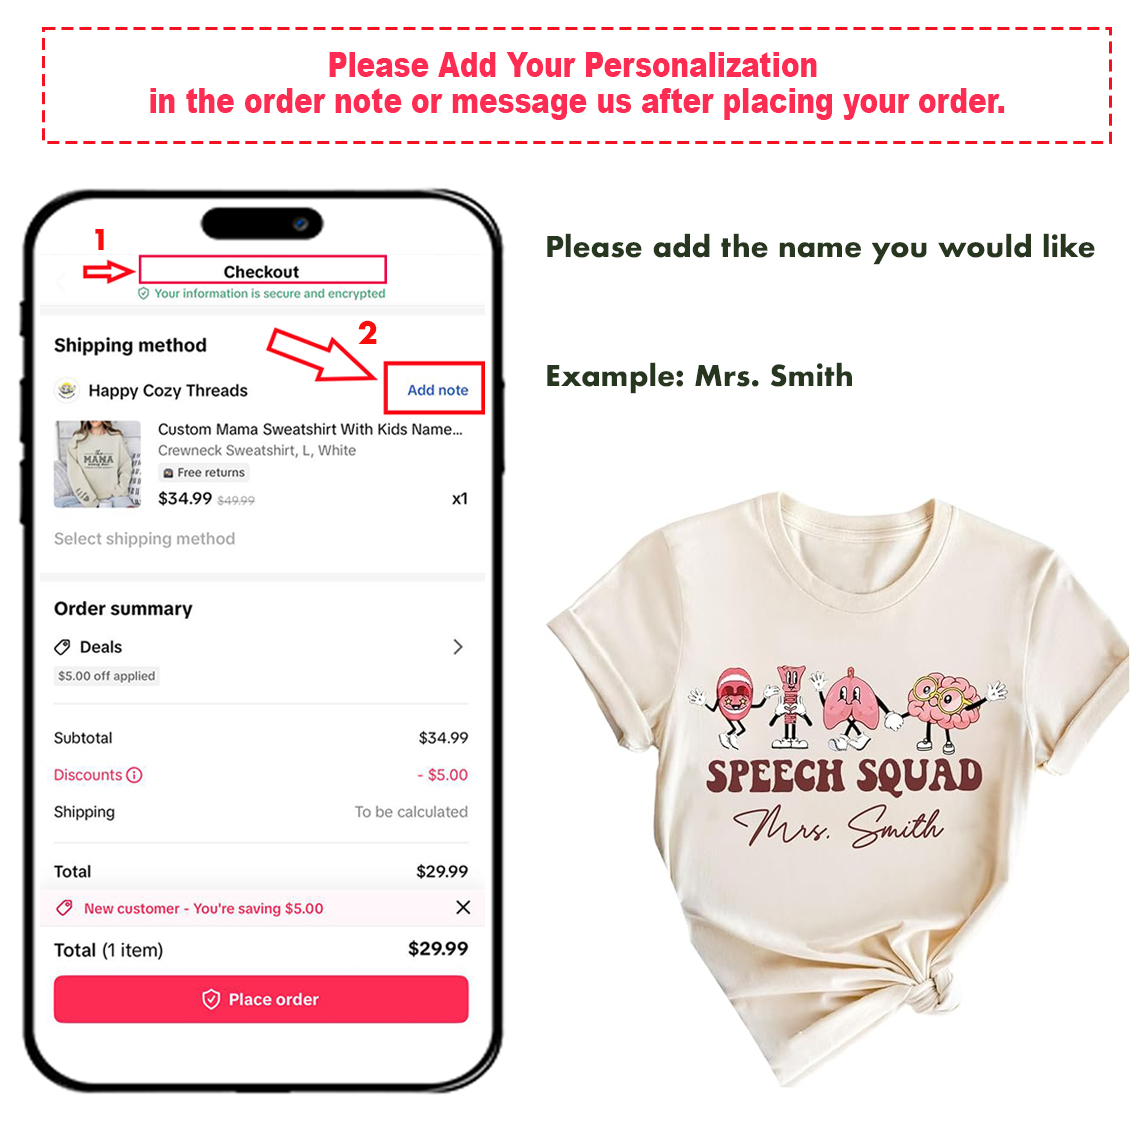 Please Add Your Personalization
in the order note or message us after placing your order.
1
Checkout
Your information is secure and encrypted
2
Shipping method
Happy Cozy Threads
Add note
Custom Mama Sweatshirt With Kids Name...
Crewneck Sweatshirt, L, White
Free returns
$34.99 $49.99
x1
MAMA
Select shipping method
Order summary
Deals
$5.00 off applied
Subtotal
$34.99
Discounts
- $5.00
Shipping
To be calculated
Total
$29.99
New customer - You're saving $5.00
Total (1 item)
$29.99
Place order
Please add the name you would like
Example: Mrs. Smith
SPEECH SQUAD
Mrs. Smith